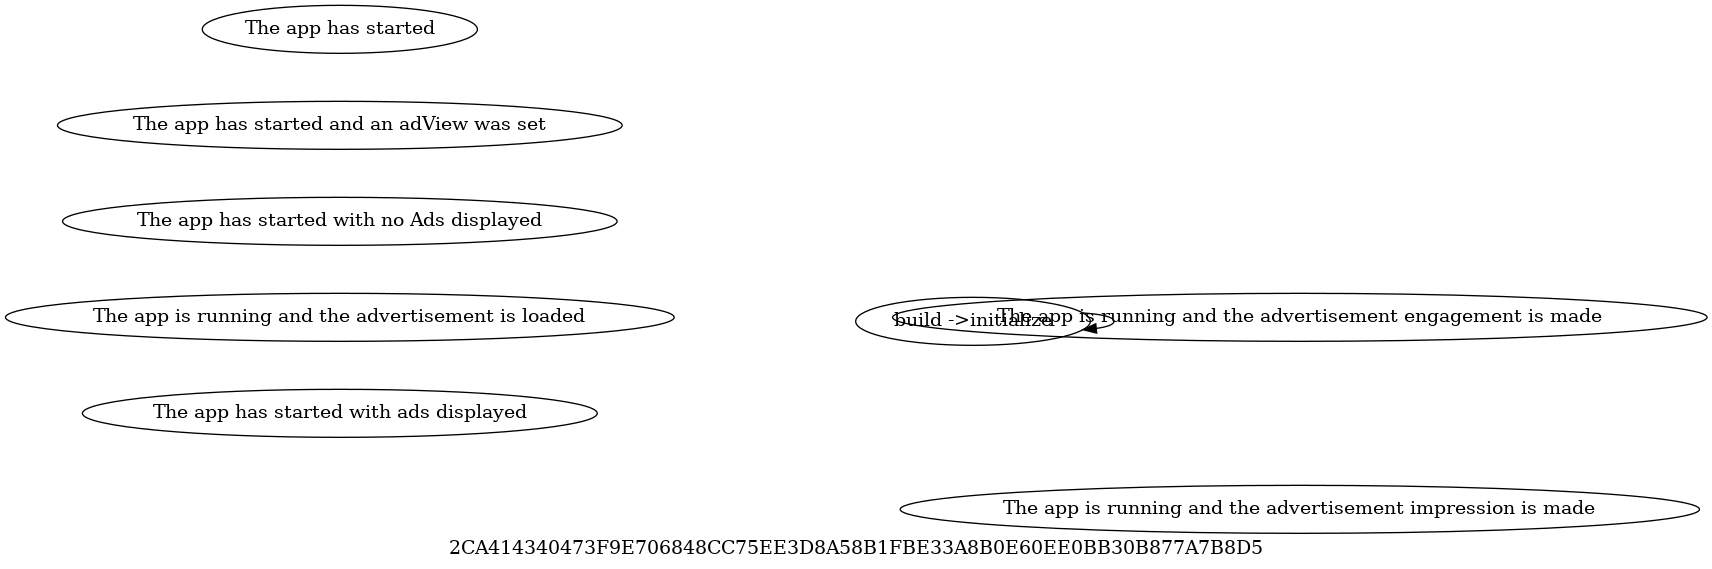 The app has started
The app has started and an adView was set
The app has started with no Ads displayed
The app is running and the advertisement is loaded
build ->initialize
The app is running and the advertisement engagement is made
The app has started with ads displayed
The app is running and the advertisement impression is made
2CA414340473F9E706848CC75EE3D8A58B1FBE33A8B0E60EE0BB30B877A7B8D5